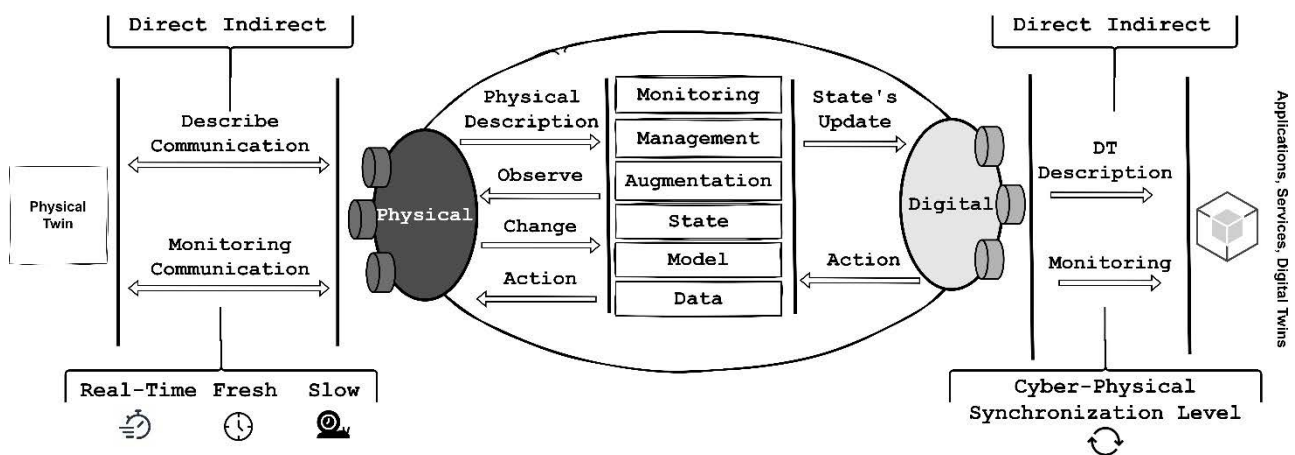 Direct Indirect
Describe
Communication
Physical
Twin
Monitoring
Communication
Real-Time Fresh Slow
Physical
Physical
Description
Observe
Change
Action
Monitoring
Management
Augmentation
State
Model
Data
State's
Update
Action
Digital
Direct Indirect
DT
Description
Monitoring
Cyber-Physical
Synchronization Level
Applications, Services, Digital Twins